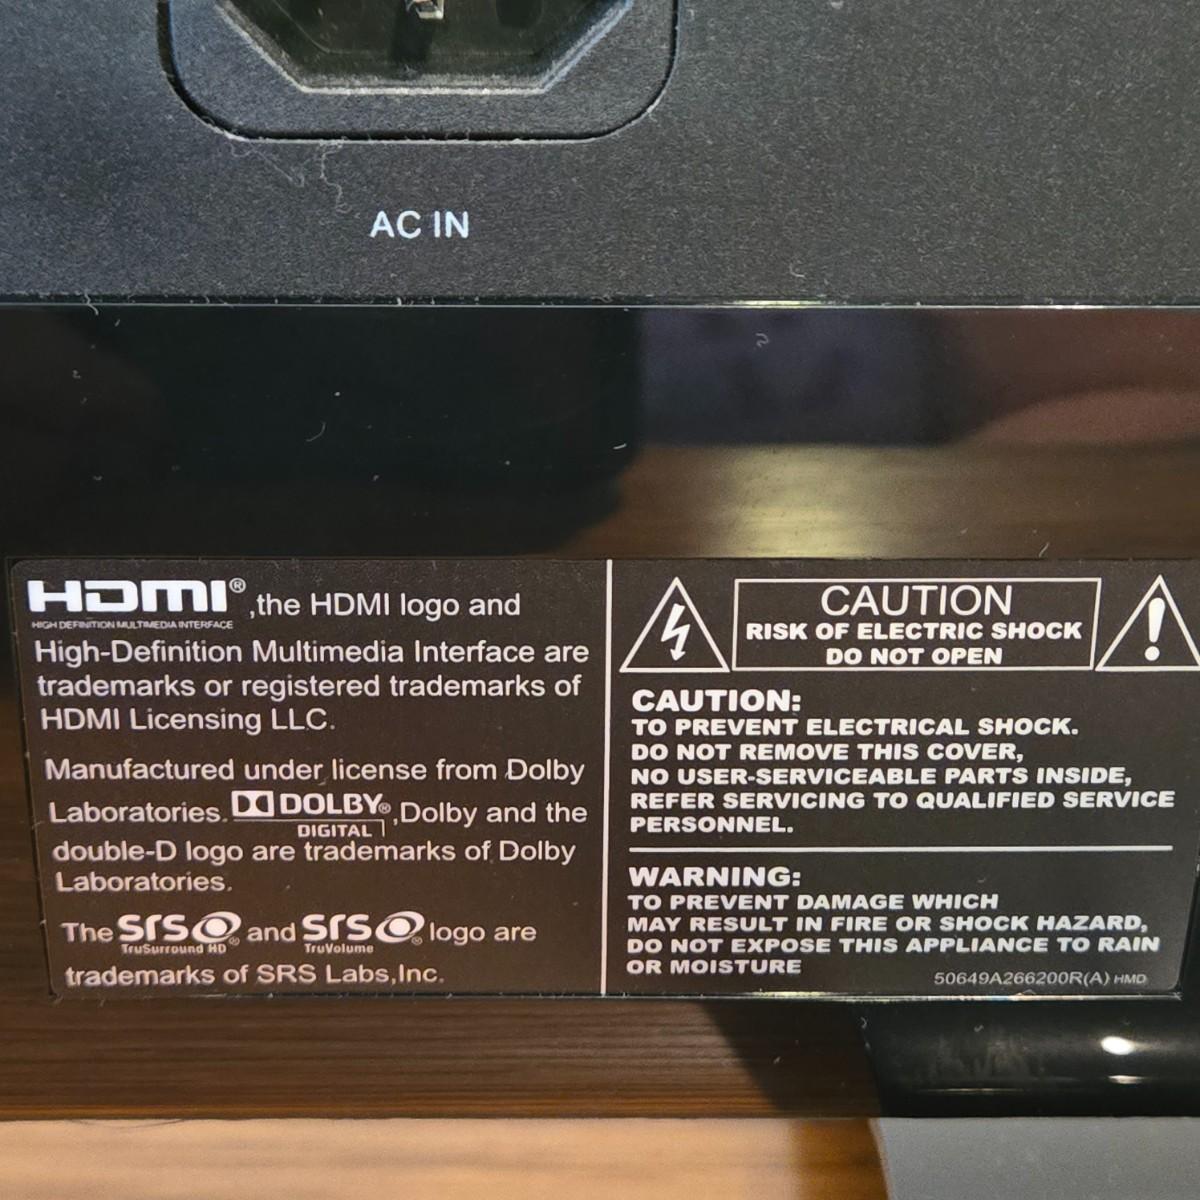 AC IN
HDMI® ,the HDMI logo and
HIGH DEFINITION MULTIMEDIA INTERFACE
High-Definition Multimedia Interface are
trademarks or registered trademarks of
HDMI Licensing LLC.
Manufactured under license from Dolby
Laboratories. DOLBY® ,Dolby and the
DIGITAL
double-D logo are trademarks of Dolby
Laboratories.
The SRS® and SRS® logo are
TruSurround HD TruVolume
trademarks of SRS Labs,Inc.
CAUTION
RISK OF ELECTRIC SHOCK
DO NOT OPEN
CAUTION:
TO PREVENT ELECTRICAL SHOCK.
DO NOT REMOVE THIS COVER,
NO USER-SERVICEABLE PARTS INSIDE,
REFER SERVICING TO QUALIFIED SERVICE
PERSONNEL.
WARNING:
TO PREVENT DAMAGE WHICH
MAY RESULT IN FIRE OR SHOCK HAZARD,
DO NOT EXPOSE THIS APPLIANCE TO RAIN
OR MOISTURE
50649A266200R(A) HMD